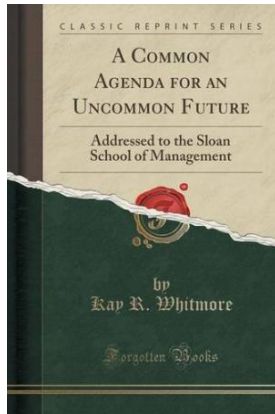 CLASSIC REPRINT SERIES
A COMMON
AGENDA FOR AN
UNCOMMON FUTURE
Addressed to the Sloan
School of Management
by
Kay R. Whitmore
Forgotten Books